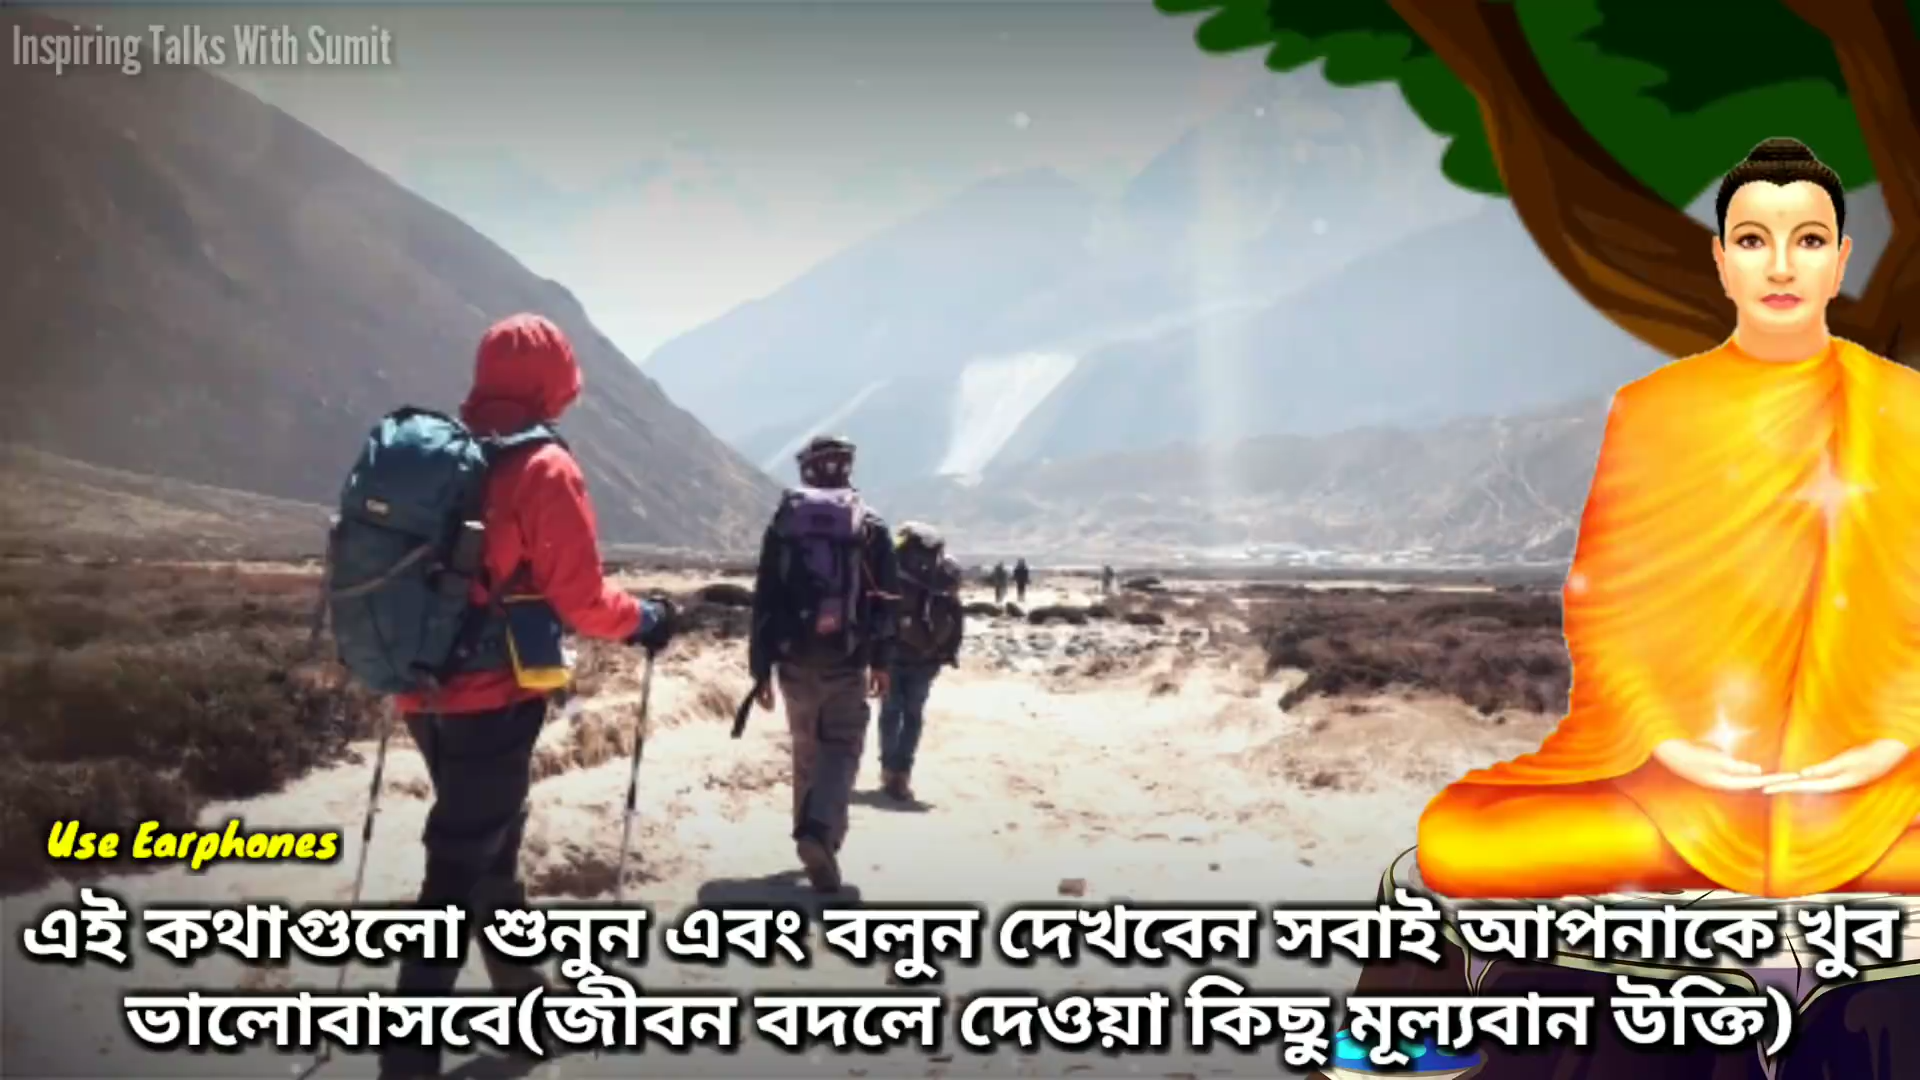 Inspiring Talks With Sumit
Use Earphones
এই কথাগুলো শুনুন এবং বলুন দেখবেন সবাই আপনাকে খুব
ভালোবাসবে(জীবন বদলে দেওয়া কিছু মূল্যবান উক্তি)